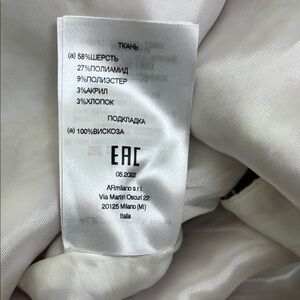 ТКАНЬ
(a) 58%ШЕРСТЬ
27%ПОЛИАМИД
9%ПОЛИЭСТЕР
3%АКРИЛ
3%ХЛОПОК
ПОДКЛАДКА
(a) 100%ВИСКОЗА
EAC
05.2022
ARmilano s.r.l
Via Martiri Oscuri 22
20125 Milano (MI)
Italia